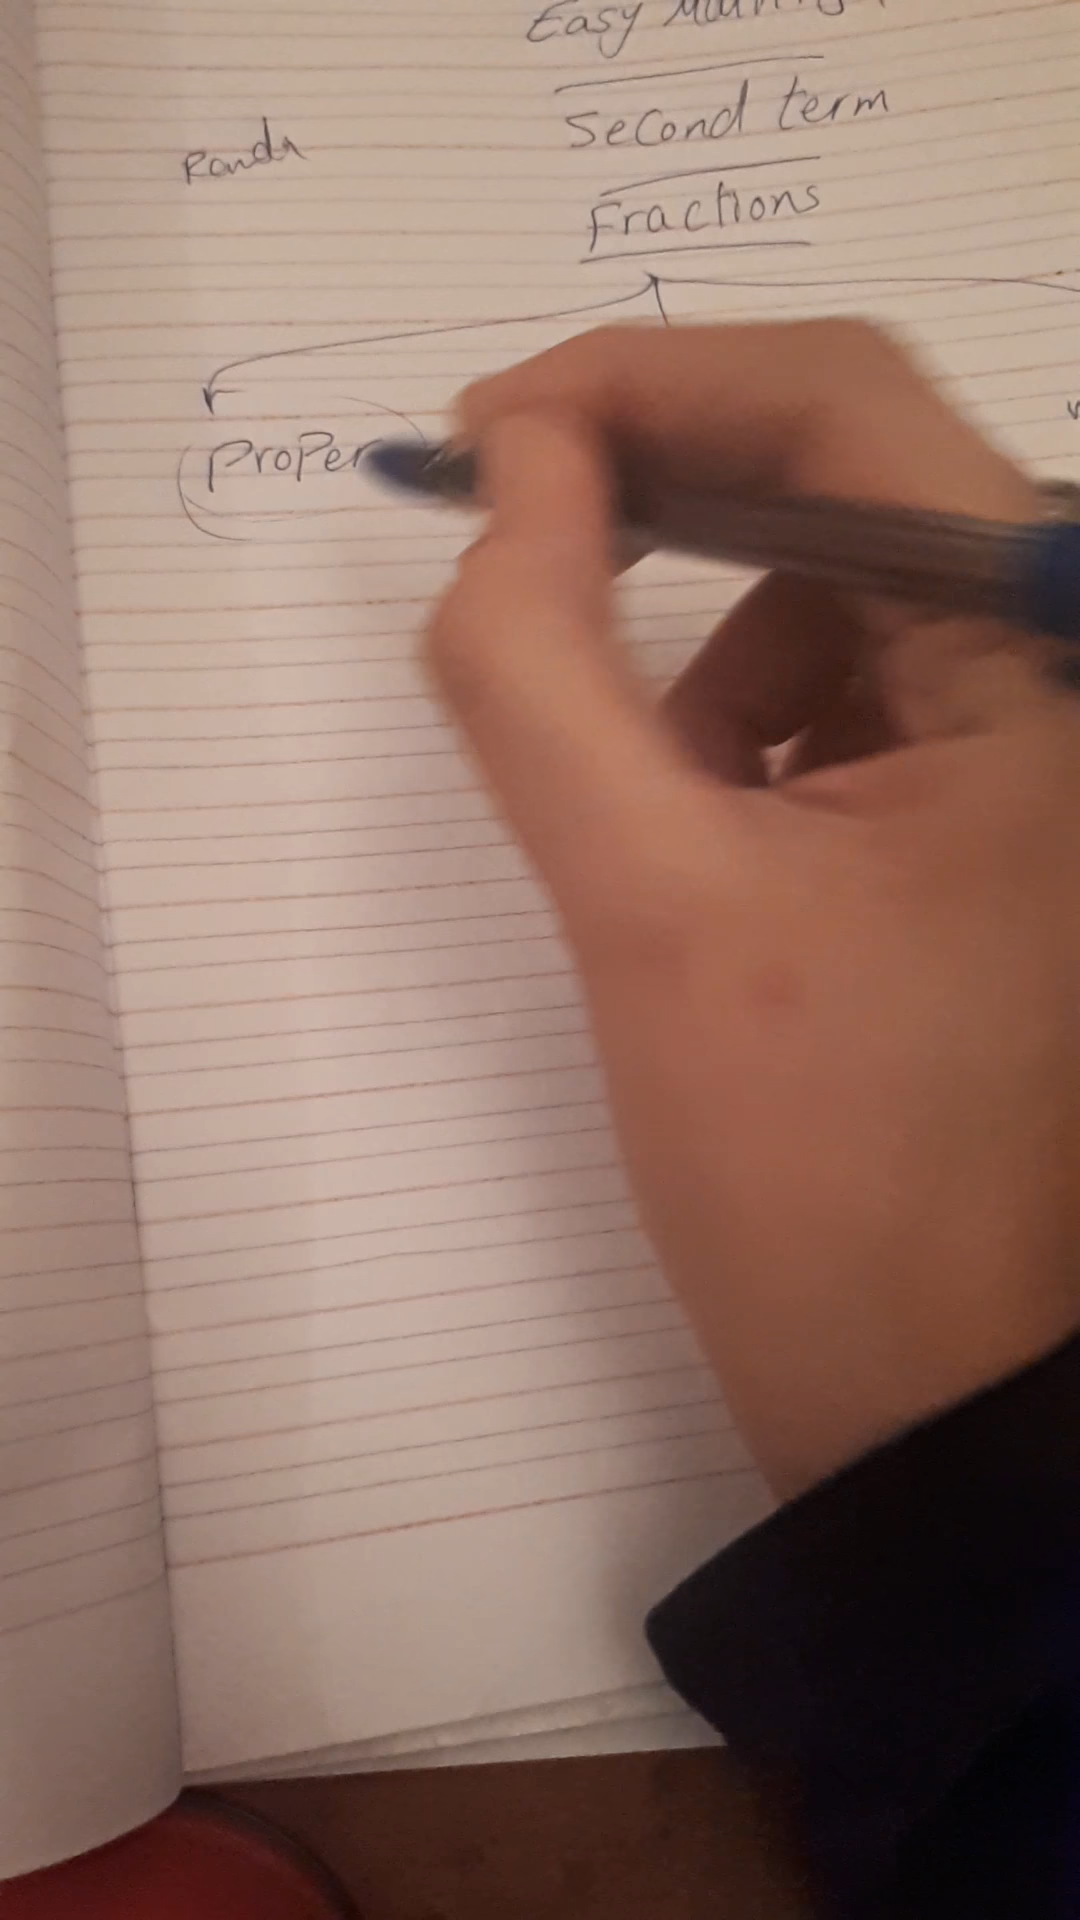 Easy
Second term
Randa
Fractions
Proper